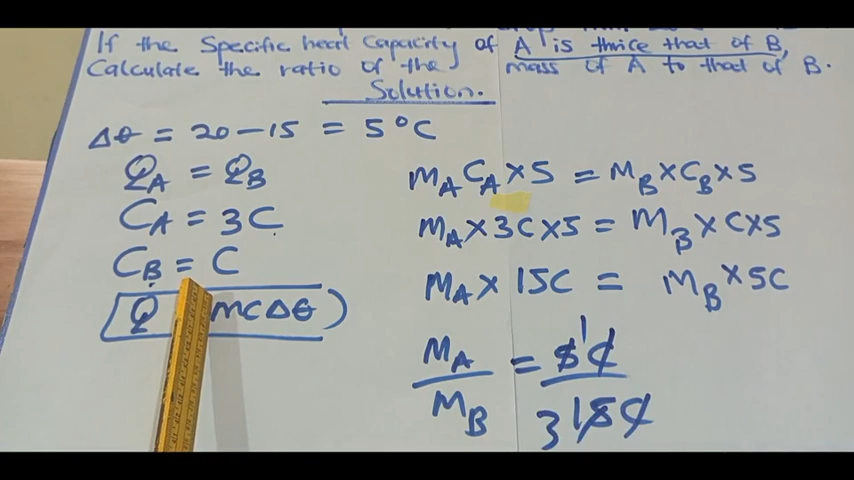 If the Specific heat Capacity of A is thrice that of B,
Calculate the ratio of the mass of A to that of B.
Solution.
Δθ = 20 - 15 = 5°C
QA = QB
CA = 3C
CB = C
Q mcΔθ
MA CA × 5 = MB × CB × 5
MA × 3C × 5 = MB × C × 5
MA × 15C = MB × 5C
MA / MB = 5C 1 / 3 15C